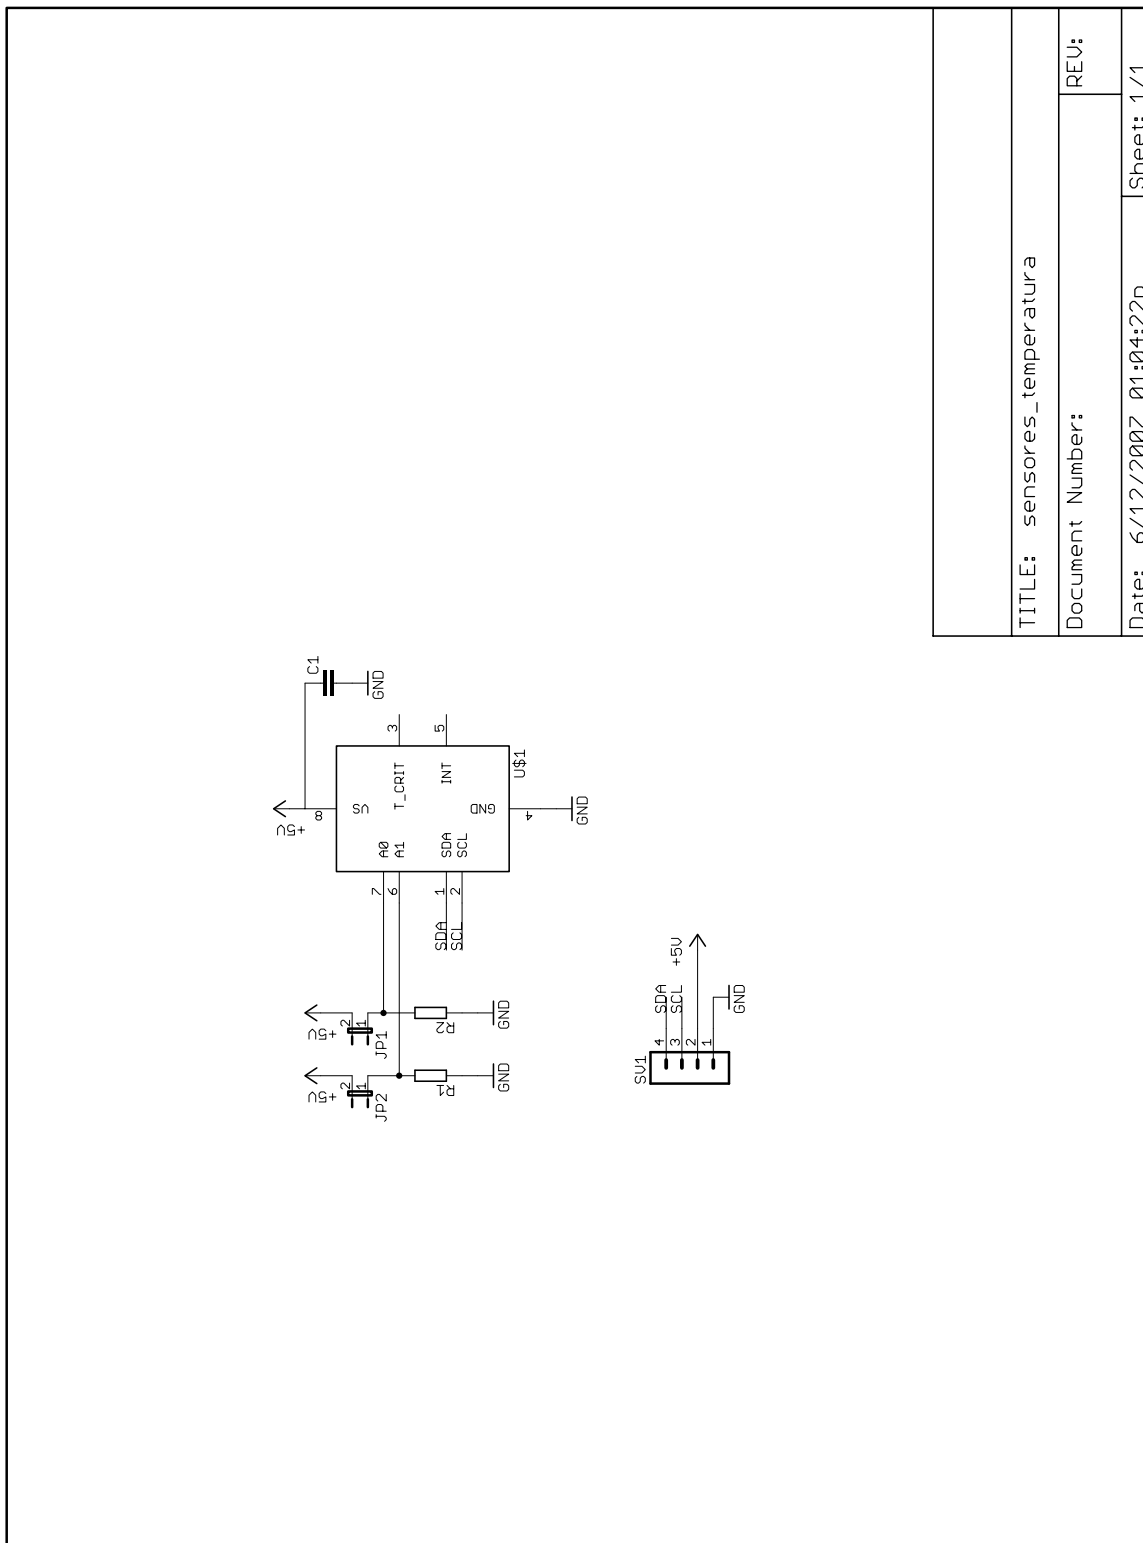 TITLE: sensores_temperatura
Document Number:
REV:
Date: 6/12/2007 01:04:22p
Sheet: 1/1
C1
GND
+5V
8
VS
3
T_CRIT
5
INT
U$1
GND
4
GND
A0
A1
SDA
SCL
7
6
1
2
SDA
SCL
+5V
2
1
JP1
R2
GND
+5V
2
1
JP2
R1
GND
SV1
4
3
2
1
SDA
SCL
+5V
GND